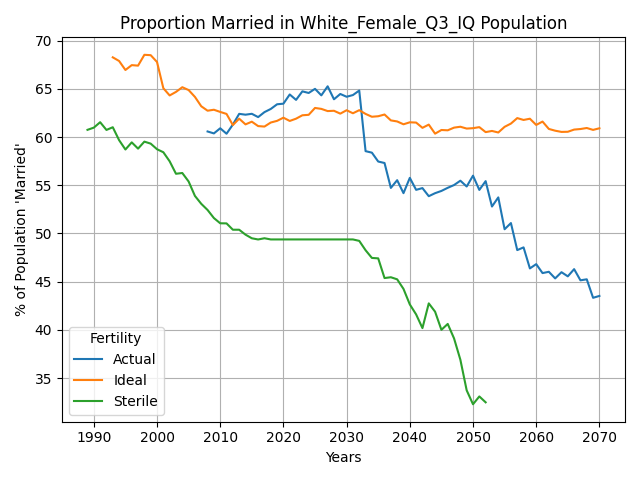 Proportion Married in White_Female_Q3_IQ Population
% of Population 'Married'
70
65
60
55
50
45
40
35
Fertility
Actual
Ideal
Sterile
1990 2000 2010 2020 2030 2040 2050 2060 2070
Years